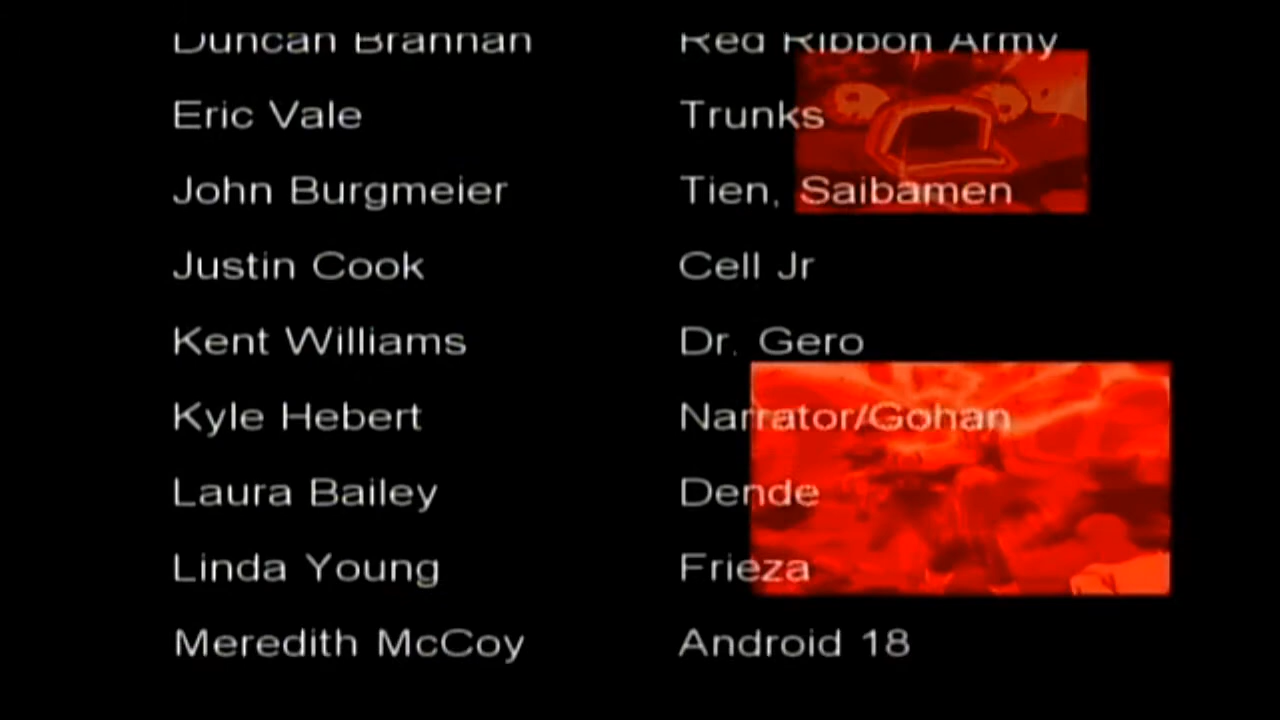 Duncan Brannan Red Ribbon Army
Eric Vale Trunks
John Burgmeier Tien, Saibamen
Justin Cook Cell Jr
Kent Williams Dr. Gero
Kyle Hebert Narrator/Gohan
Laura Bailey Dende
Linda Young Frieza
Meredith McCoy Android 18